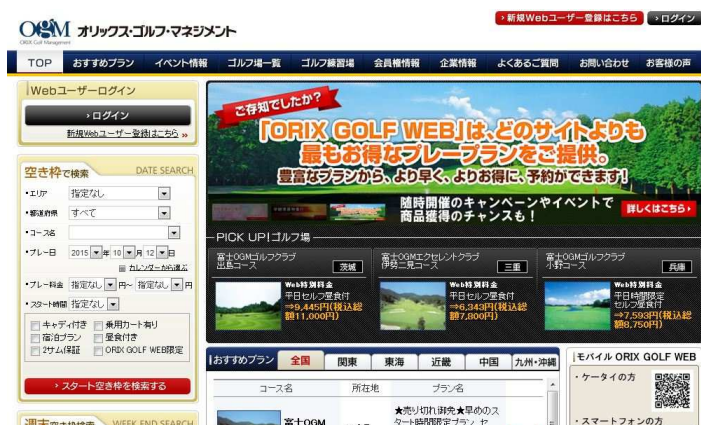 OGM オリックス・ゴルフ・マネジメント
ORIX Golf Management
新規Webユーザー登録はこちら
ログイン
TOP おすすめプラン イベント情報 ゴルフ場一覧 ゴルフ練習場 会員権情報 企業情報 よくあるご質問 お問い合わせ お客様の声
Webユーザーログイン
ログイン
新規Webユーザー登録はこちら
空き枠で検索 DATE SEARCH
・エリア 指定なし
・都道府県 すべて
・コース名
・プレー日 2015 年 10 月 12 日
カレンダーから選ぶ
・プレー料金 指定なし 円〜 指定なし 円
・スタート時間 指定なし
キャディ付き 乗用カート有り
宿泊プラン 昼食付き
2サム保証 ORIX GOLF WEB限定
スタート空き枠を検索する
週末空き枠検索 WEEK END SEARCH
ご存知でしたか?
「ORIX GOLF WEB」は、どのサイトよりも
最もお得なプレープランをご提供。
豊富なプランから、より早く、よりお得に、予約ができます!
随時開催のキャンペーンやイベントで
商品獲得のチャンスも!
詳しくはこちら
PICK UP!ゴルフ場
富士OGMゴルフクラブ
出島コース 茨城
Web特別料金
平日セルフ昼食付
⇒9,445円(税込総
額11,000円)
富士OGMエクセレントクラブ
伊勢二見コース 三重
Web特別料金
平日セルフ昼食付
⇒6,343円(税込総
額7,800円)
富士OGMゴルフクラブ
小野コース 兵庫
Web特別料金
平日時間限定
セルフ昼食付
⇒7,593円(税込総
額8,750円)
おすすめプラン 全国 関東 東海 近畿 中国 九州・沖縄
コース名 所在地 プラン名
富士OGM
★売り切れ御免★早めのス
タート時間限定プラン セ
モバイル ORIX GOLF WEB
・ケータイの方
・スマートフォンの方